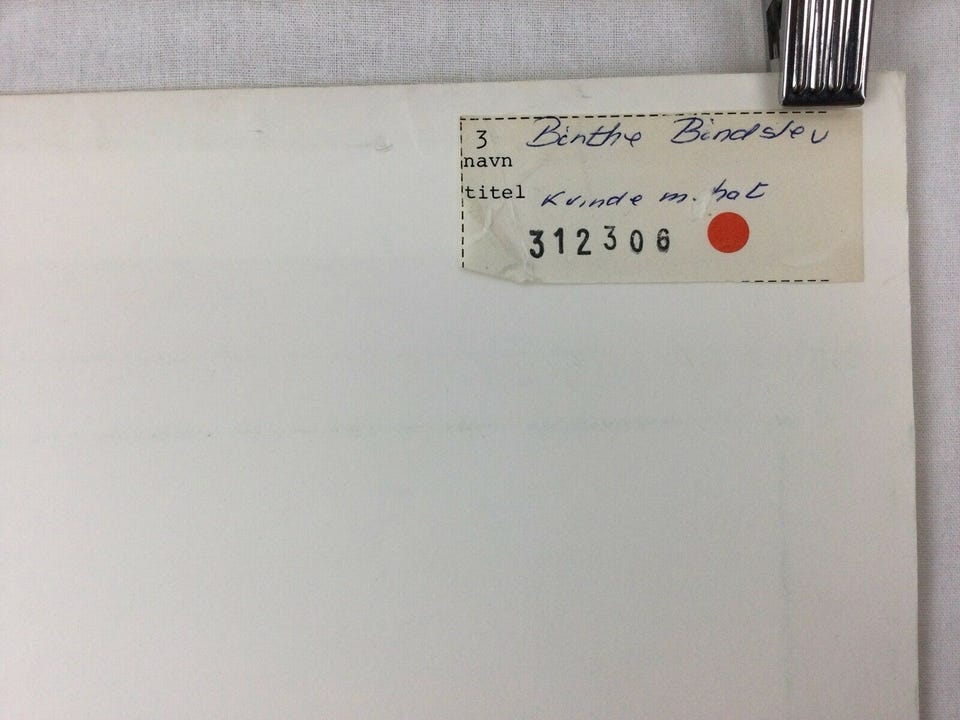 3 Binthe Bindslev
navn
titel Kvinde m. hat
312306